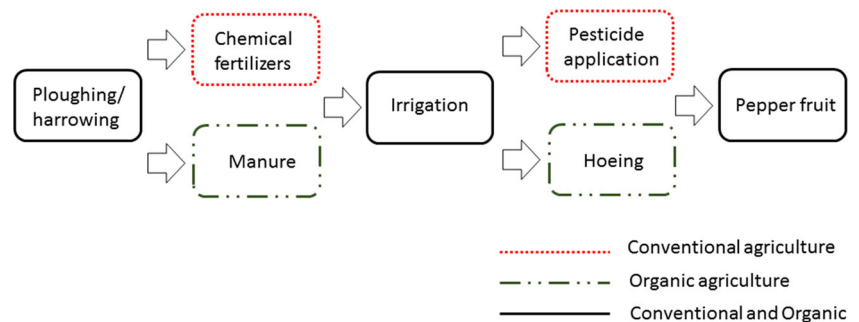 Chemical
fertilizers
Pesticide
application
Ploughing/
harrowing
Irrigation
Pepper fruit
Manure
Hoeing
Conventional agriculture
Organic agriculture
Conventional and Organic